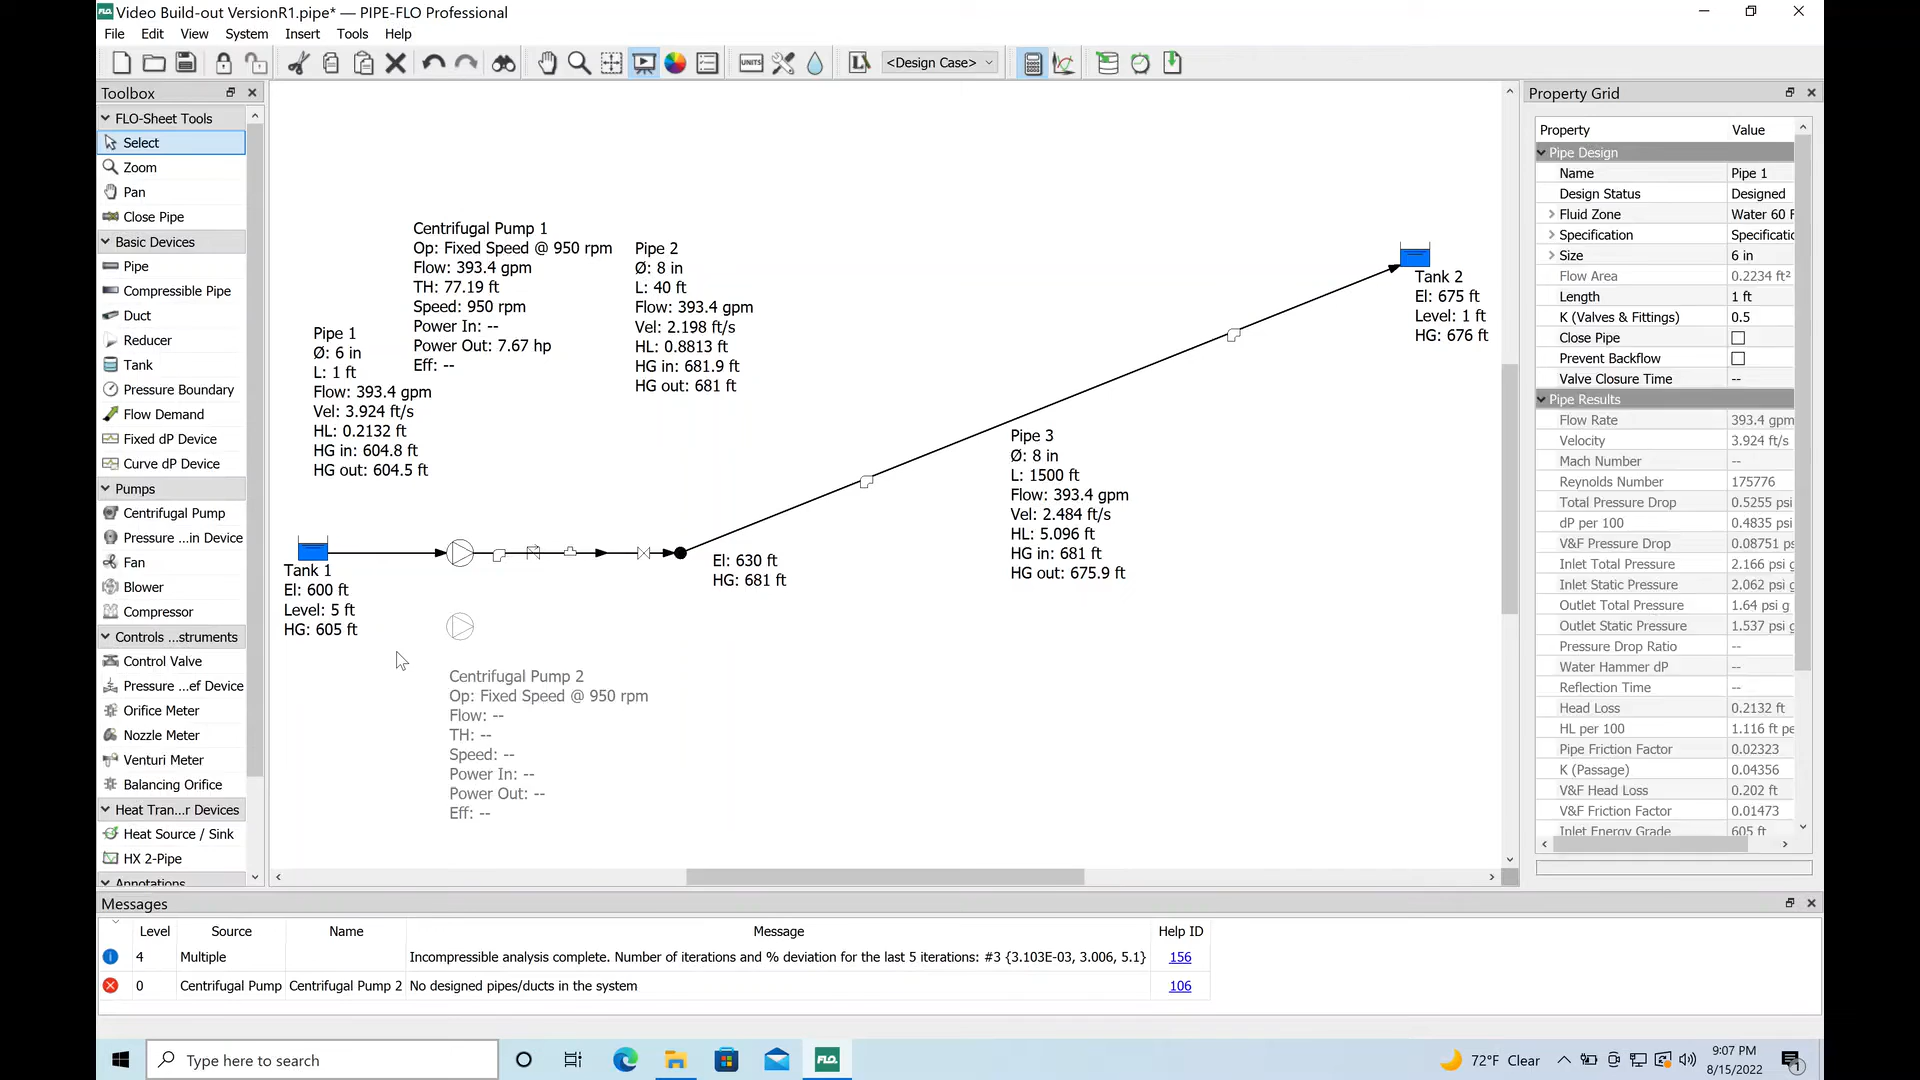 Video Build-out VersionR1.pipe* — PIPE-FLO Professional
File Edit View System Insert Tools Help
UNITS <Design Case>
Toolbox
FLO-Sheet Tools
Select
Zoom
Pan
Close Pipe
Basic Devices
Pipe
Compressible Pipe
Duct
Reducer
Tank
Pressure Boundary
Flow Demand
Fixed dP Device
Curve dP Device
Pumps
Centrifugal Pump
Pressure ...in Device
Fan
Blower
Compressor
Controls ...struments
Control Valve
Pressure ...ef Device
Orifice Meter
Nozzle Meter
Venturi Meter
Balancing Orifice
Heat Tran...r Devices
Heat Source / Sink
HX 2-Pipe
Annotations
Centrifugal Pump 1
Op: Fixed Speed @ 950 rpm
Flow: 393.4 gpm
TH: 77.19 ft
Speed: 950 rpm
Power In: --
Power Out: 7.67 hp
Eff: --
Pipe 2
Ø: 8 in
L: 40 ft
Flow: 393.4 gpm
Vel: 2.198 ft/s
HL: 0.8813 ft
HG in: 681.9 ft
HG out: 681 ft
Pipe 1
Ø: 6 in
L: 1 ft
Flow: 393.4 gpm
Vel: 3.924 ft/s
HL: 0.2132 ft
HG in: 604.8 ft
HG out: 604.5 ft
Tank 2
El: 675 ft
Level: 1 ft
HG: 676 ft
Pipe 3
Ø: 8 in
L: 1500 ft
Flow: 393.4 gpm
Vel: 2.484 ft/s
HL: 5.096 ft
HG in: 681 ft
HG out: 675.9 ft
El: 630 ft
HG: 681 ft
Tank 1
El: 600 ft
Level: 5 ft
HG: 605 ft
Centrifugal Pump 2
Op: Fixed Speed @ 950 rpm
Flow: --
TH: --
Speed: --
Power In: --
Power Out: --
Eff: --
Property Grid
Property Value
Pipe Design
Name Pipe 1
Design Status Designed
Fluid Zone Water 60 F
Specification Specificatic
Size 6 in
Flow Area 0.2234 ft²
Length 1 ft
K (Valves & Fittings) 0.5
Close Pipe
Prevent Backflow
Valve Closure Time --
Pipe Results
Flow Rate 393.4 gpm
Velocity 3.924 ft/s
Mach Number --
Reynolds Number 175776
Total Pressure Drop 0.5255 psi
dP per 100 0.4835 psi
V&F Pressure Drop 0.08751 psi
Inlet Total Pressure 2.166 psi g
Inlet Static Pressure 2.062 psi g
Outlet Total Pressure 1.64 psi g
Outlet Static Pressure 1.537 psi g
Pressure Drop Ratio --
Water Hammer dP --
Reflection Time --
Head Loss 0.2132 ft
HL per 100 1.116 ft pe
Pipe Friction Factor 0.02323
K (Passage) 0.04356
V&F Head Loss 0.202 ft
V&F Friction Factor 0.01473
Inlet Energy Grade 605 ft
Messages
Level Source Name Message Help ID
4 Multiple Incompressible analysis complete. Number of iterations and % deviation for the last 5 iterations: #3 {3.103E-03, 3.006, 5.1} 156
0 Centrifugal Pump Centrifugal Pump 2 No designed pipes/ducts in the system 106
Type here to search
FLO
72°F Clear
9:07 PM
8/15/2022
1